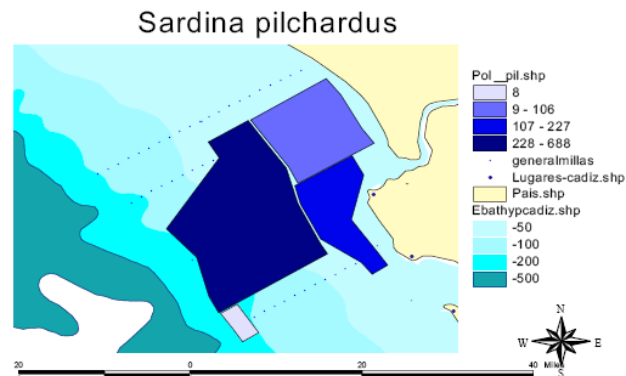 Sardina pilchardus
Pol__pil.shp
8
9 - 106
107 - 227
228 - 688
generalmillas
Lugares-cadiz.shp
Pais.shp
Ebathypcadiz.shp
-50
-100
-200
-500
N
W E
S
20 0 20 40 Miles